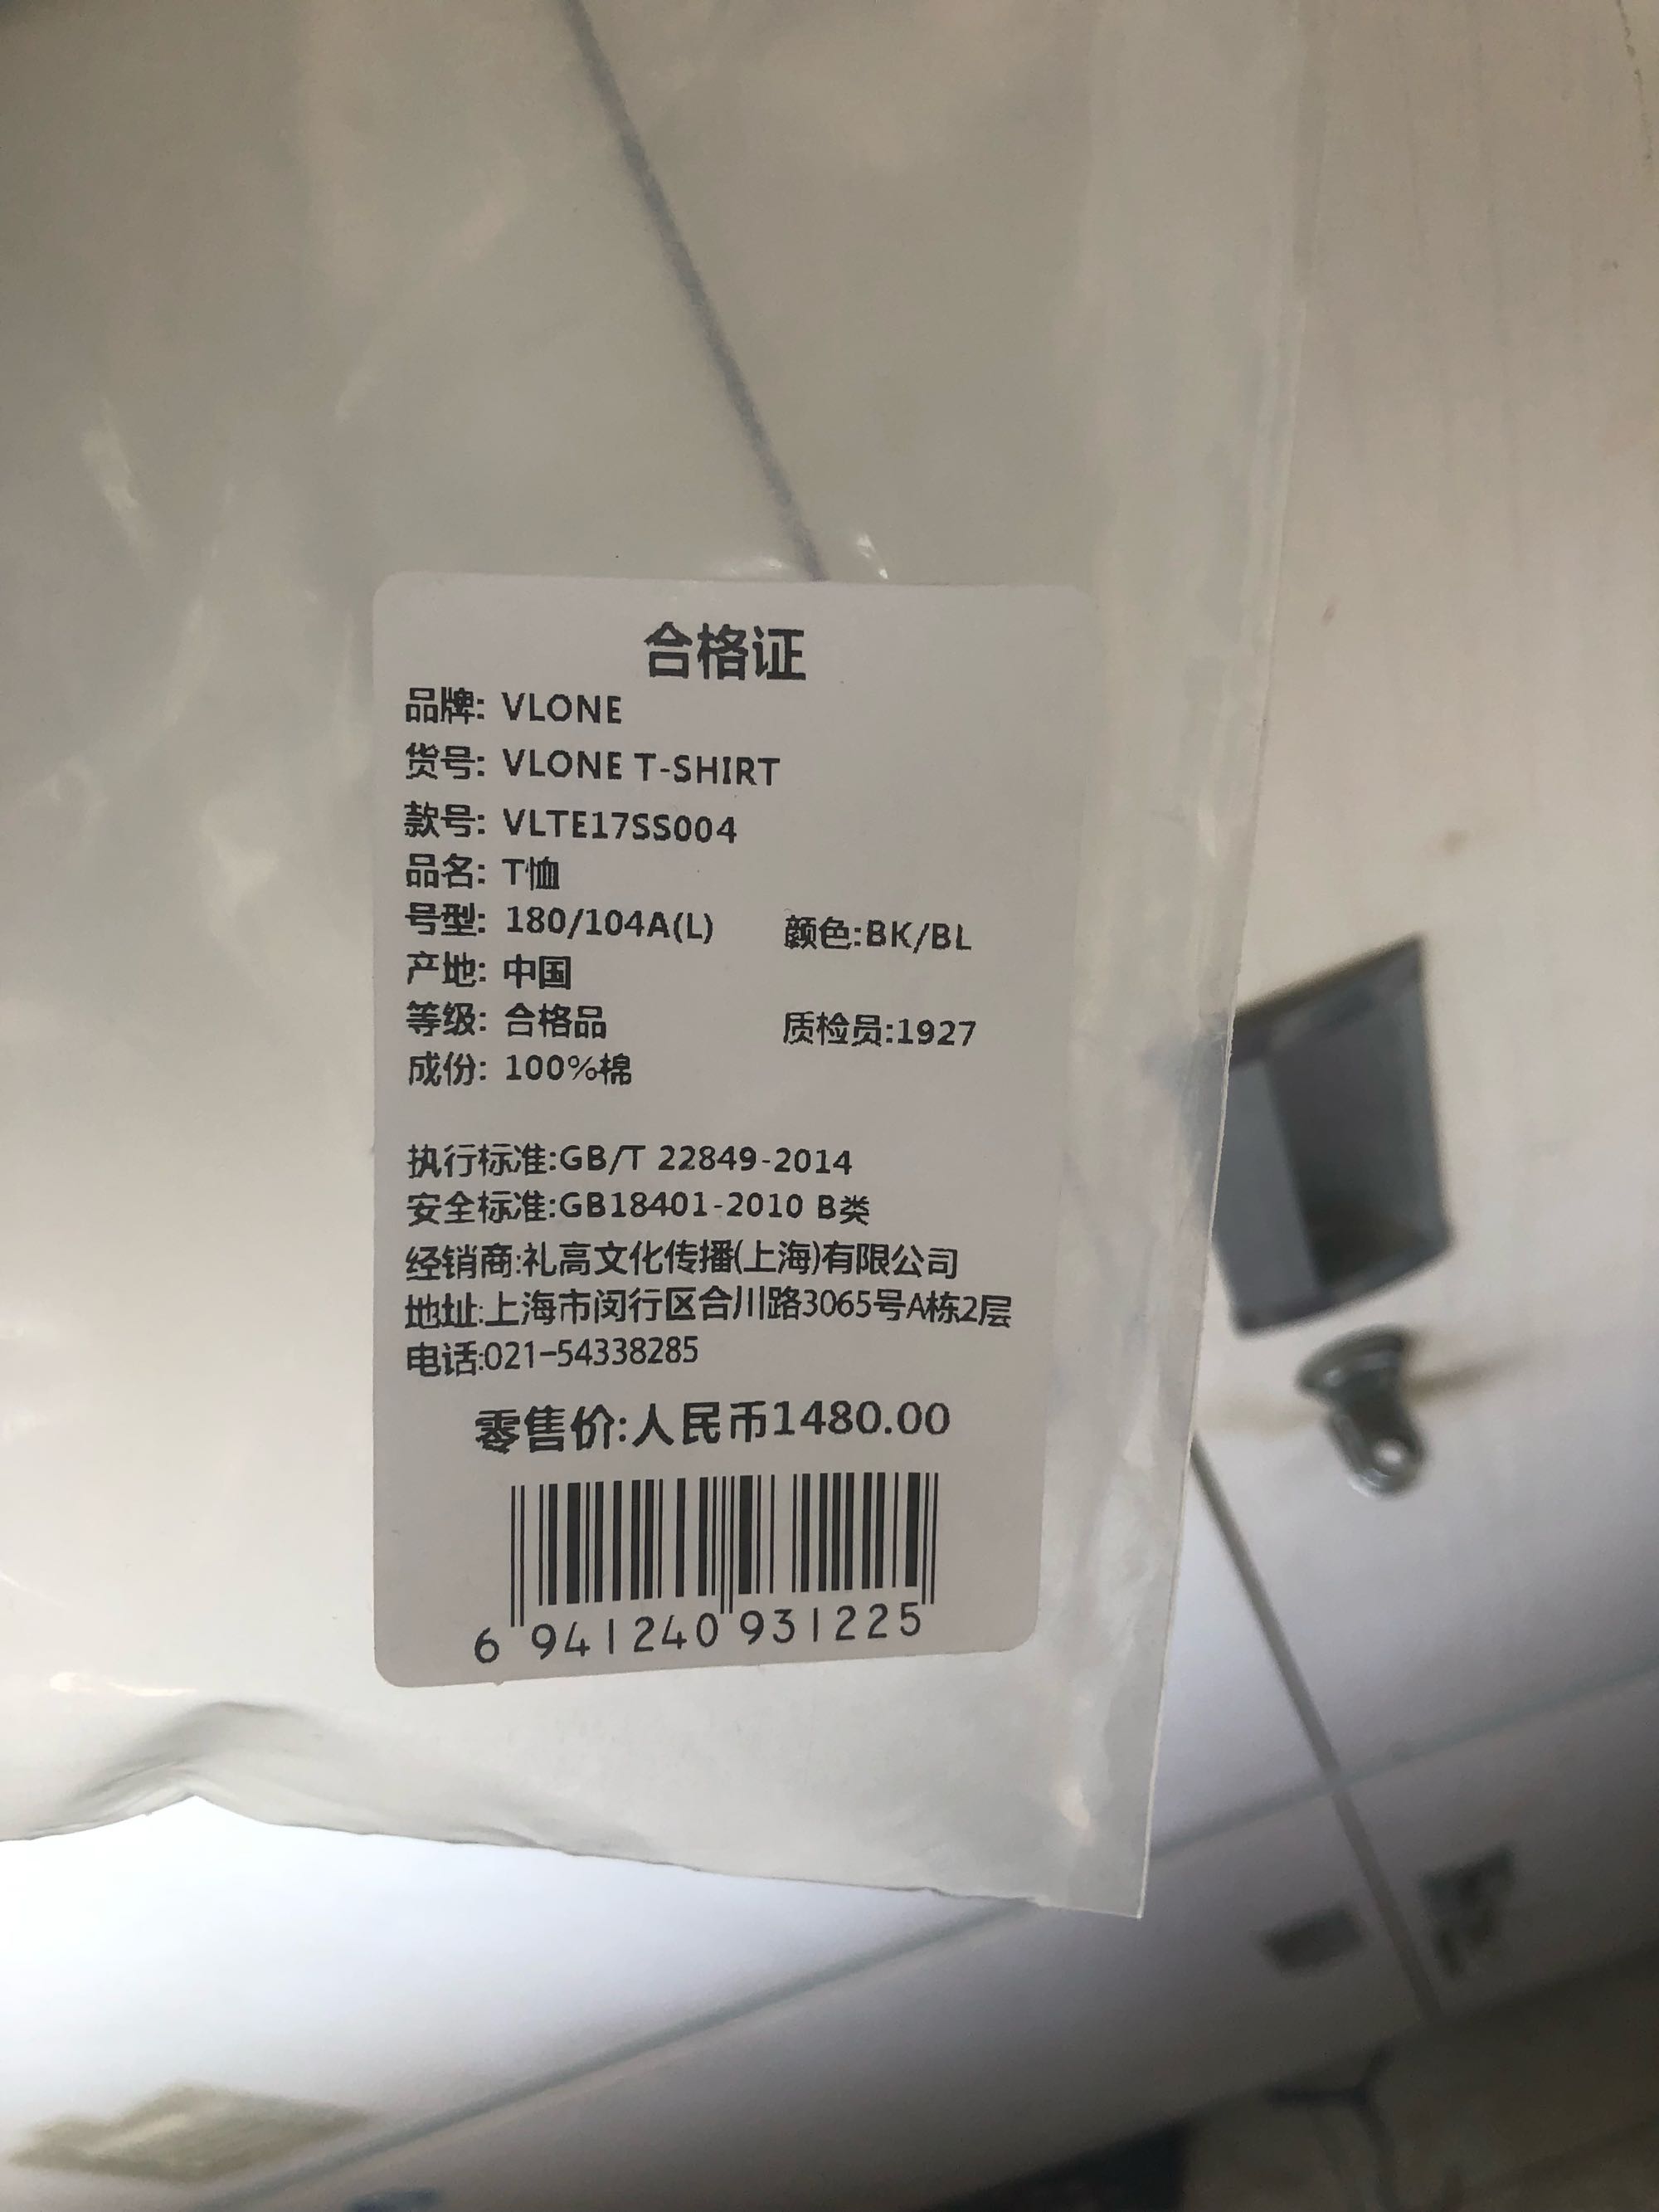 合格证
品牌: VLONE
货号: VLONE T-SHIRT
款号: VLTE17SS004
品名: T恤
号型: 180/104A(L) 颜色:BK/BL
产地: 中国
等级: 合格品 质检员:1927
成份: 100%棉
执行标准:GB/T 22849-2014
安全标准:GB18401-2010 B类
经销商:礼高文化传播(上海)有限公司
地址:上海市闵行区合川路3065号A栋2层
电话:021-54338285
零售价:人民币1480.00
6 941240 931225